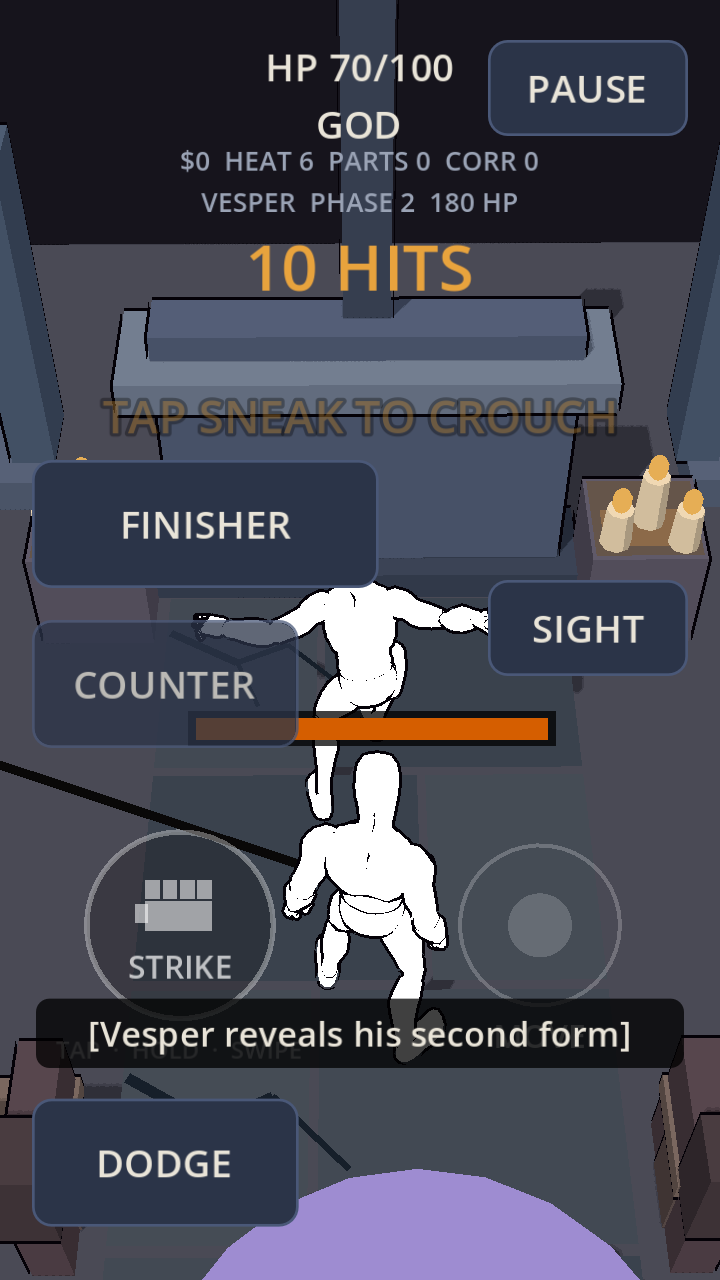 HP 70/100
PAUSE
GOD
$0 HEAT 6 PARTS 0 CORR 0
VESPER PHASE 2 180 HP
10 HITS
TAP SNEAK TO CROUCH
FINISHER
SIGHT
COUNTER
STRIKE
[Vesper reveals his second form]
TAP · HOLD · SWIPE
DODGE